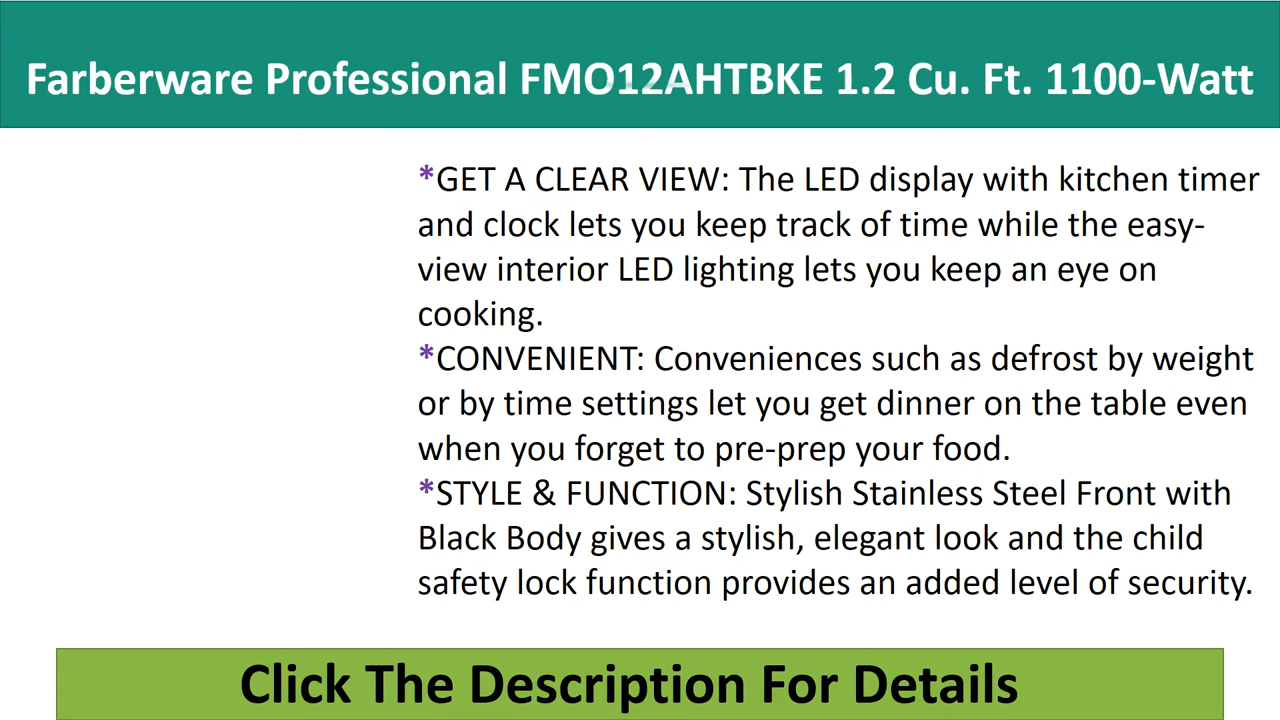 Farberware Professional FMO12AHTBKE 1.2 Cu. Ft. 1100-Watt
*GET A CLEAR VIEW: The LED display with kitchen timer
and clock lets you keep track of time while the easy-
view interior LED lighting lets you keep an eye on
cooking.
*CONVENIENT: Conveniences such as defrost by weight
or by time settings let you get dinner on the table even
when you forget to pre-prep your food.
*STYLE & FUNCTION: Stylish Stainless Steel Front with
Black Body gives a stylish, elegant look and the child
safety lock function provides an added level of security.
Click The Description For Details